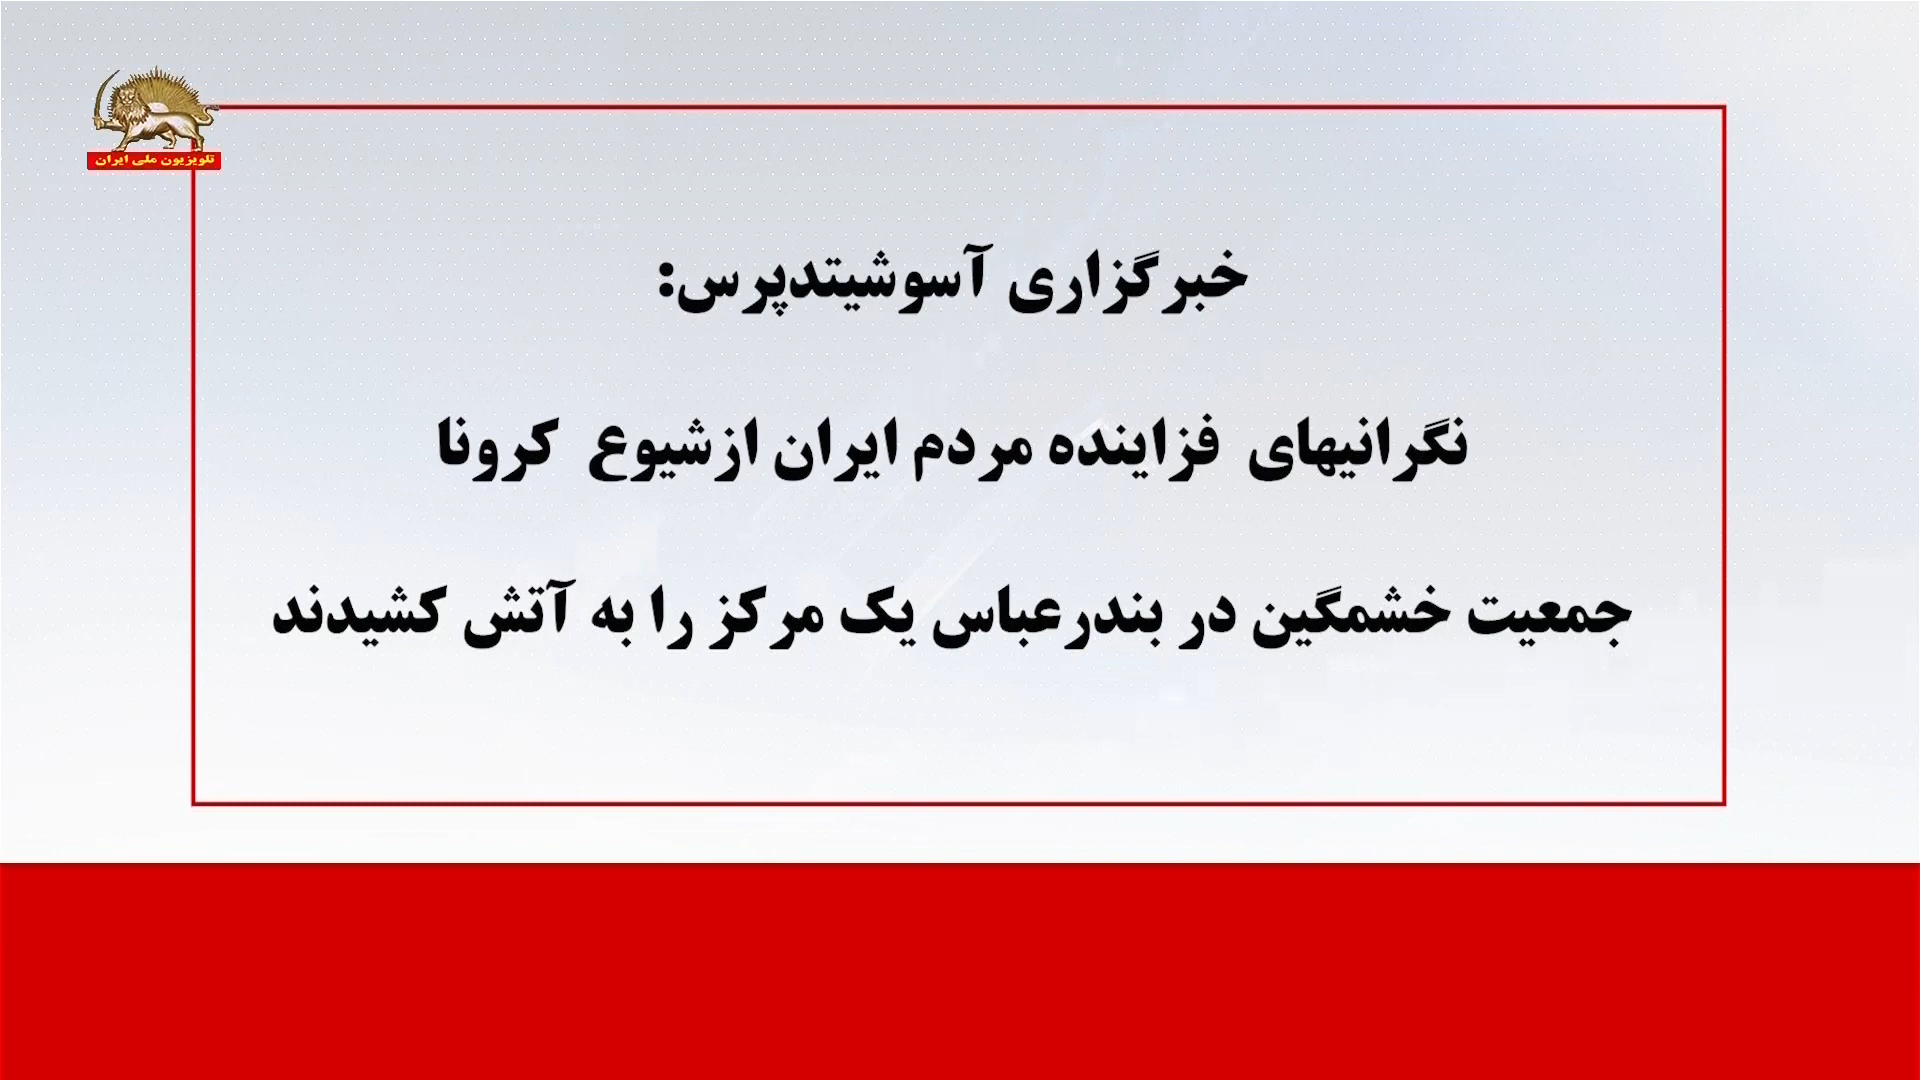 تلویزیون ملی ایران
خبرگزاری آسوشیتدپرس:
نگرانیهای فزاینده مردم ایران ازشیوع کرونا
جمعیت خشمگین در بندرعباس یک مرکز را به آتش کشیدند